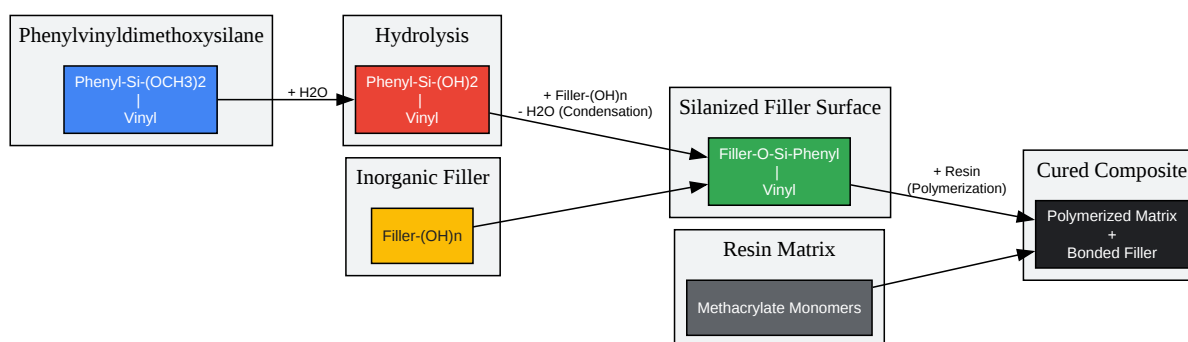 Phenylvinyldimethoxysilane
Phenyl-Si-(OCH3)2
|
Vinyl
+ H2O
Hydrolysis
Phenyl-Si-(OH)2
|
Vinyl
Inorganic Filler
Filler-(OH)n
+ Filler-(OH)n
- H2O (Condensation)
Silanized Filler Surface
Filler-O-Si-Phenyl
|
Vinyl
Resin Matrix
Methacrylate Monomers
+ Resin
(Polymerization)
Cured Composite
Polymerized Matrix
+
Bonded Filler